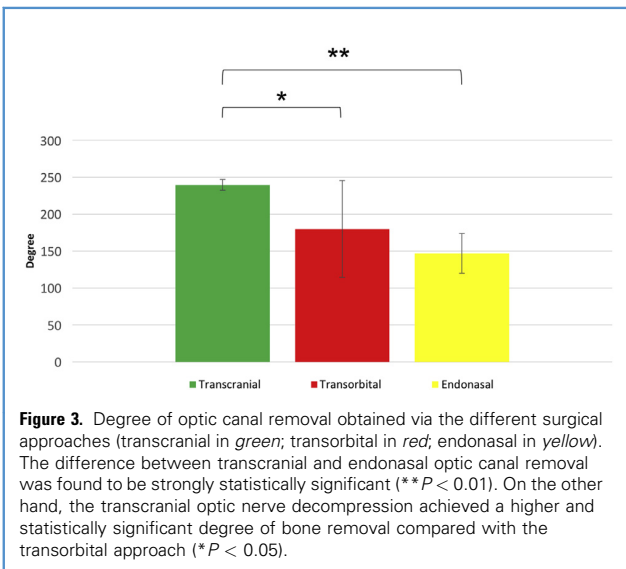 **
*
300
250
200
150
100
50
0
Degree
Transcranial Transorbital Endonasal
Figure 3. Degree of optic canal removal obtained via the different surgical
approaches (transcranial in green; transorbital in red; endonasal in yellow).
The difference between transcranial and endonasal optic canal removal
was found to be strongly statistically significant (**P < 0.01). On the other
hand, the transcranial optic nerve decompression achieved a higher and
statistically significant degree of bone removal compared with the
transorbital approach (*P < 0.05).